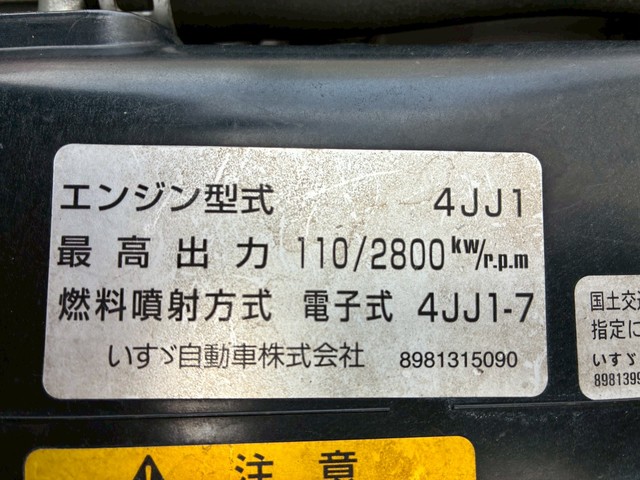 エンジン型式 4JJ1
最高出力 110/2800 kw/r.p.m
燃料噴射方式 電子式 4JJ1-7
いすゞ自動車株式会社 8981315090
国土交通
指定に
いすゞ
8981399
注意